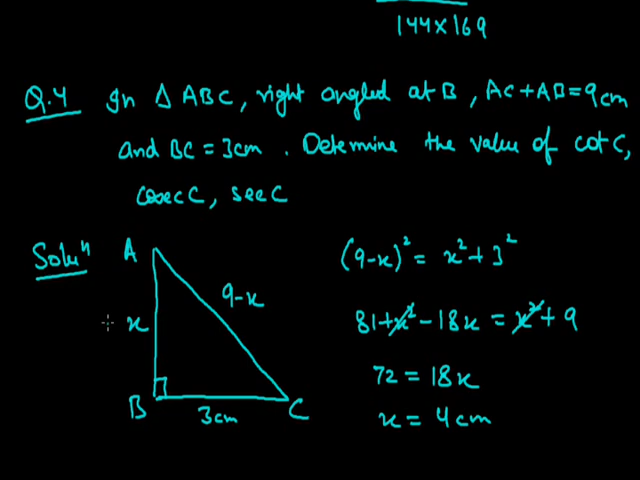 144×169
Q.4 In Δ ABC, right angled at B, AC+AB=9cm
and BC = 3cm. Determine the value of cot C,
cosec C, sec C
Soluⁿ
A
(9-x)² = x² + 3²
9-x
x
81+x² - 18x = x² + 9
72 = 18x
B
3cm
C
x = 4cm